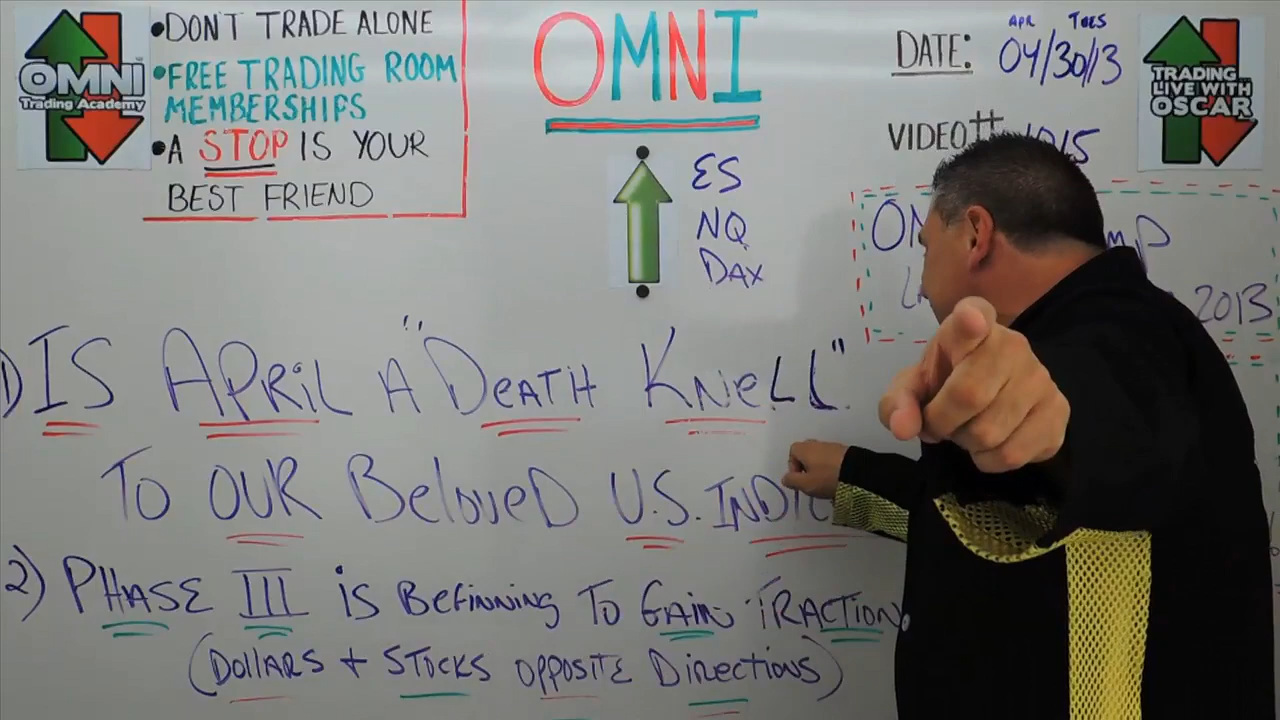 OMNI
Trading Academy
•DON'T TRADE ALONE
•FREE TRADING ROOM
MEMBERSHIPS
•A STOP IS YOUR
BEST FRIEND
OMNI
ES
NQ
DAX
DATE: APR TUES 04/30/13
VIDEO# 15
TRADING
LIVE WITH
OSCAR
2013
1) IS APRIL A "DEATH KNELL"
TO OUR BELOVED U.S.
2) PHASE III IS BEGINNING TO GAIN TRACTION
(DOLLARS + STOCKS OPPOSITE DIRECTIONS)